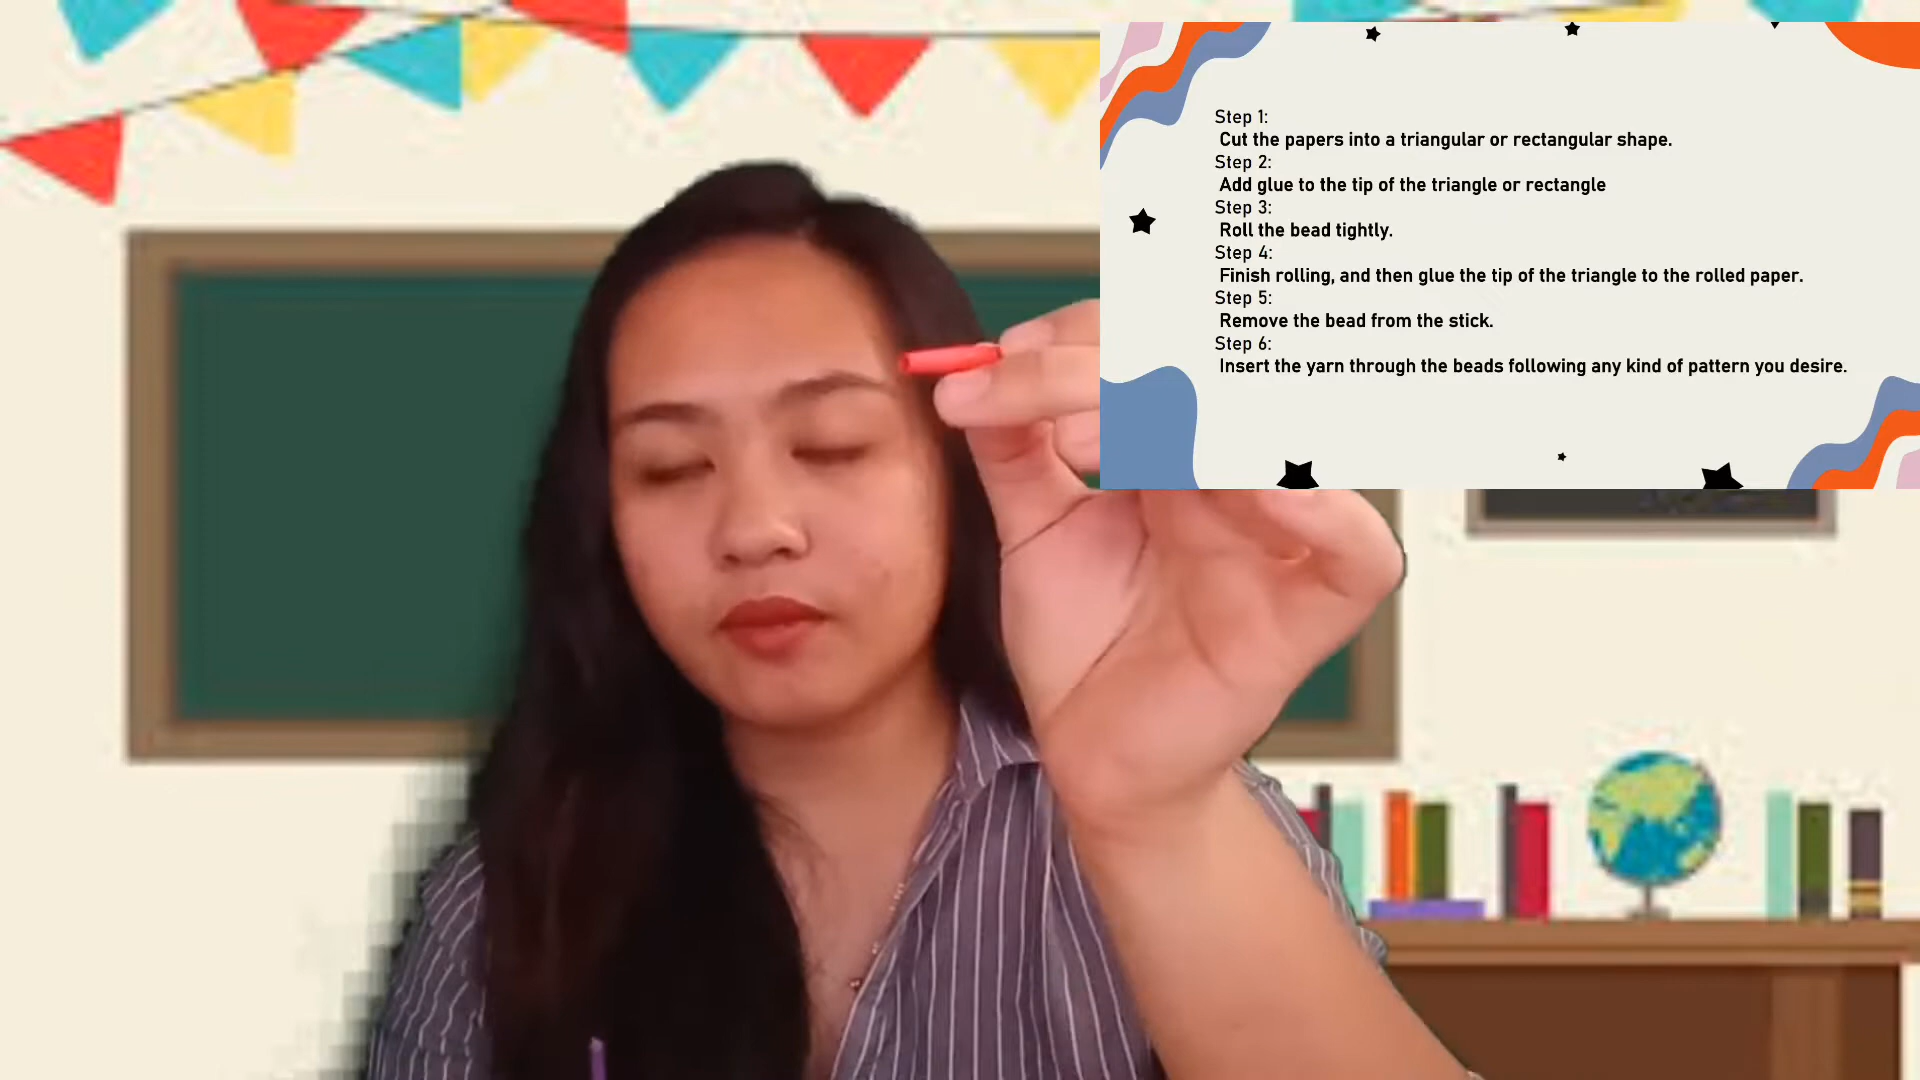 Step 1:
Cut the papers into a triangular or rectangular shape.
Step 2:
Add glue to the tip of the triangle or rectangle
Step 3:
Roll the bead tightly.
Step 4:
Finish rolling, and then glue the tip of the triangle to the rolled paper.
Step 5:
Remove the bead from the stick.
Step 6:
Insert the yarn through the beads following any kind of pattern you desire.